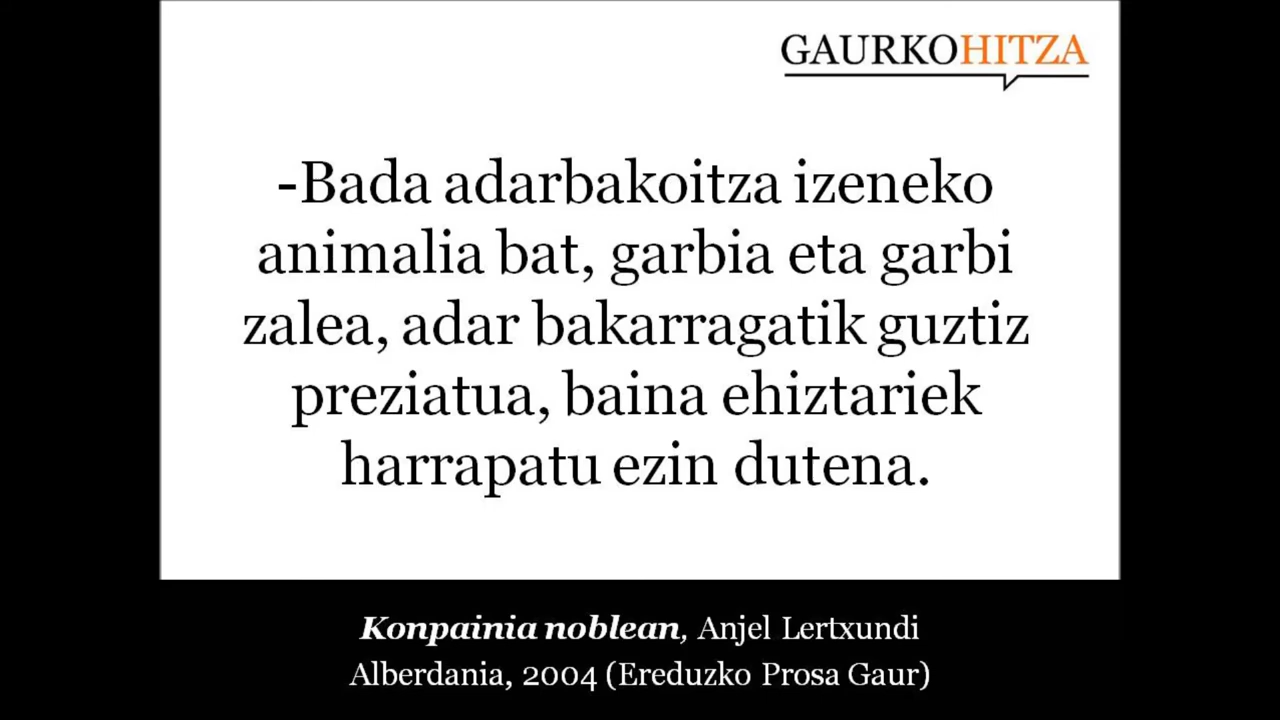 GAURKOHITZA
-Bada adarbakoitza izeneko
animalia bat, garbia eta garbi
zalea, adar bakarragatik guztiz
preziatua, baina ehiztariek
harrapatu ezin dutena.
Konpainia noblean, Anjel Lertxundi
Alberdania, 2004 (Ereduzko Prosa Gaur)